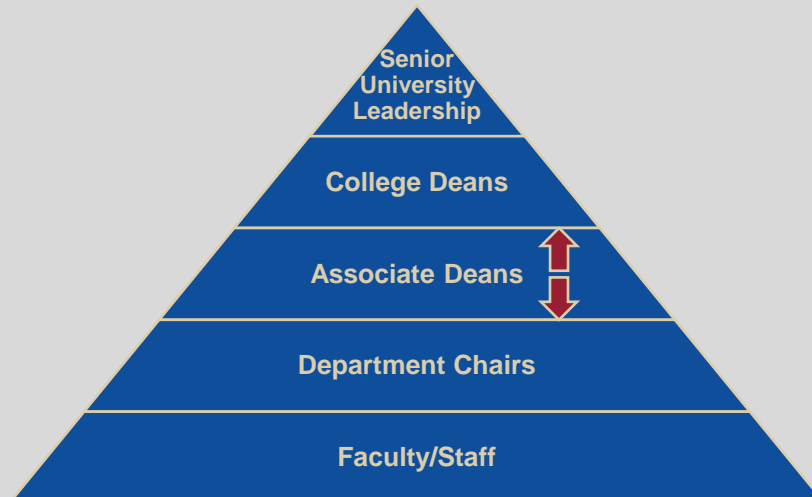 Senior
University
Leadership
College Deans
Associate Deans
Department Chairs
Faculty/Staff